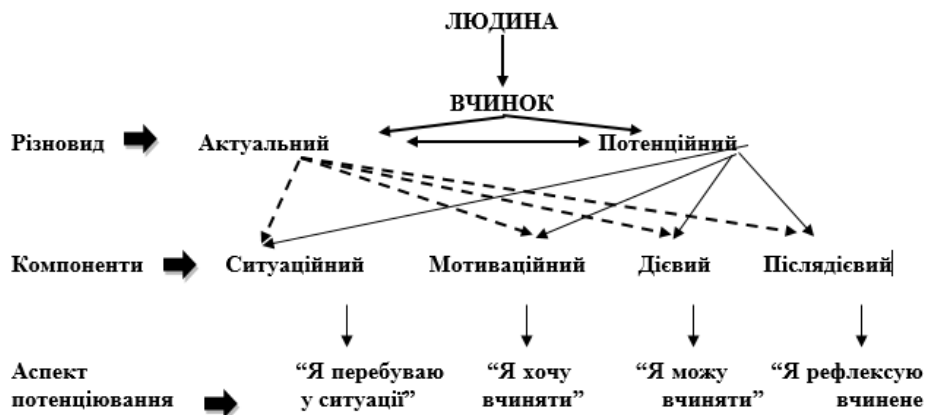 ЛЮДИНА
ВЧИНОК
Різновид Актуальний Потенційний
Компоненти Ситуаційний Мотиваційний Дієвий Післядієвий
Аспект “Я перебуваю “Я хочу “Я можу “Я рефлексую
потенціювання у ситуації” вчиняти” вчиняти” вчинене